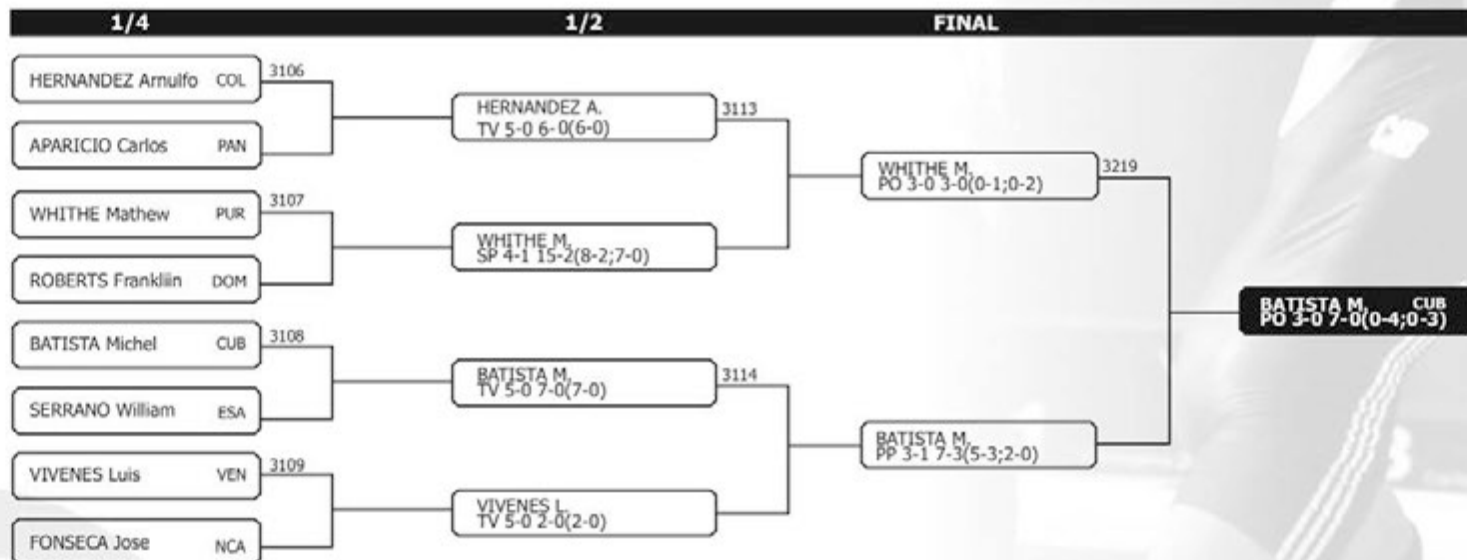 1/4 1/2 FINAL
HERNANDEZ Arnulfo COL
3106
APARICIO Carlos PAN
WHITHE Mathew PUR
3107
ROBERTS Frankliin DOM
BATISTA Michel CUB
3108
SERRANO William ESA
VIVENES Luis VEN
3109
FONSECA Jose NCA
HERNANDEZ A.
TV 5-0 6-0(6-0)
3113
WHITHE M.
SP 4-1 15-2(8-2;7-0)
BATISTA M.
TV 5-0 7-0(7-0)
3114
VIVENES L.
TV 5-0 2-0(2-0)
WHITHE M.
PO 3-0 3-0(0-1;0-2)
3219
BATISTA M.
PP 3-1 7-3(5-3;2-0)
BATISTA M. CUB
PO 3-0 7-0(0-4;0-3)